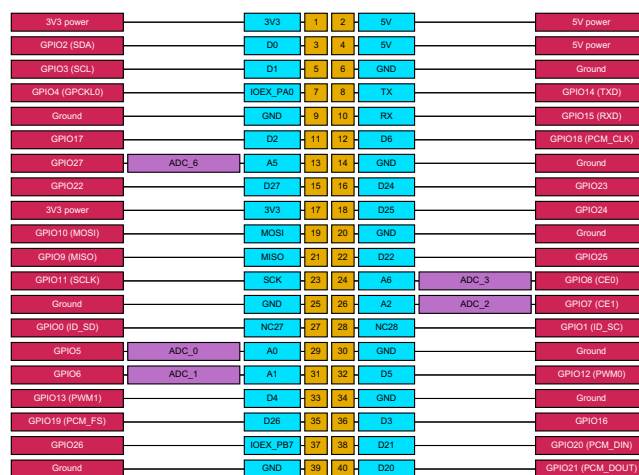 3V3 power 3V3 1 2 5V 5V power
GPIO2 (SDA) D0 3 4 5V 5V power
GPIO3 (SCL) D1 5 6 GND Ground
GPIO4 (GPCKL0) IOEX_PA0 7 8 TX GPIO14 (TXD)
Ground GND 9 10 RX GPIO15 (RXD)
GPIO17 D2 11 12 D6 GPIO18 (PCM_CLK)
GPIO27 ADC_6 A5 13 14 GND Ground
GPIO22 D27 15 16 D24 GPIO23
3V3 power 3V3 17 18 D25 GPIO24
GPIO10 (MOSI) MOSI 19 20 GND Ground
GPIO9 (MISO) MISO 21 22 D22 GPIO25
GPIO11 (SCLK) SCK 23 24 A6 ADC_3 GPIO8 (CE0)
Ground GND 25 26 A2 ADC_2 GPIO7 (CE1)
GPIO0 (ID_SD) NC27 27 28 NC28 GPIO1 (ID_SC)
GPIO5 ADC_0 A0 29 30 GND Ground
GPIO6 ADC_1 A1 31 32 D5 GPIO12 (PWM0)
GPIO13 (PWM1) D4 33 34 GND Ground
GPIO19 (PCM_FS) D26 35 36 D3 GPIO16
GPIO26 IOEX_PB7 37 38 D21 GPIO20 (PCM_DIN)
Ground GND 39 40 D20 GPIO21 (PCM_DOUT)